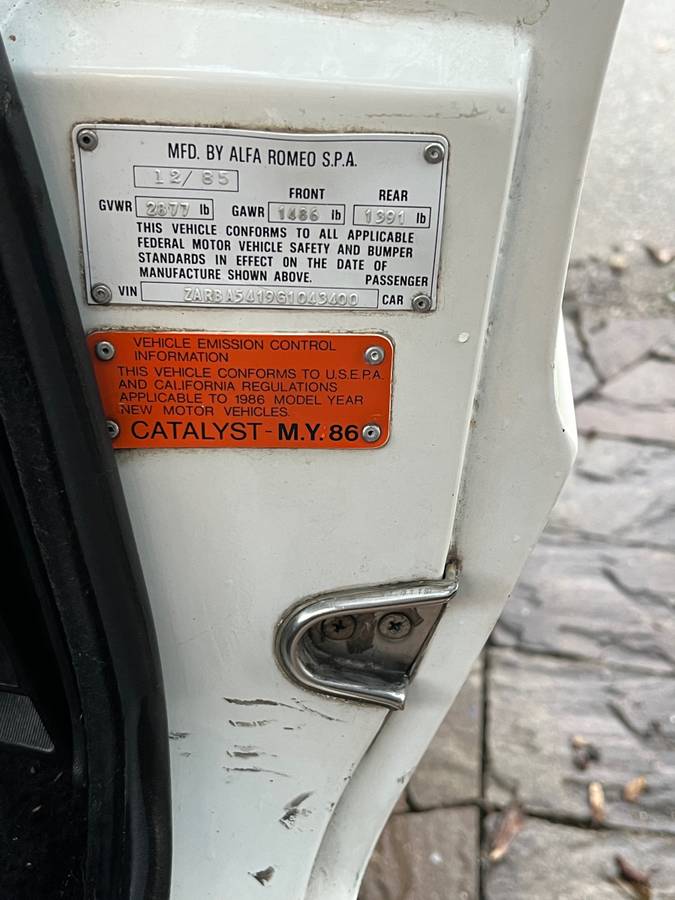 MFD. BY ALFA ROMEO S.P.A.
12/85
FRONT REAR
GVWR 2877 lb GAWR 1486 lb 1391 lb
THIS VEHICLE CONFORMS TO ALL APPLICABLE
FEDERAL MOTOR VEHICLE SAFETY AND BUMPER
STANDARDS IN EFFECT ON THE DATE OF
MANUFACTURE SHOWN ABOVE. PASSENGER
VIN ZARBA5419G1043400 CAR
VEHICLE EMISSION CONTROL
INFORMATION
THIS VEHICLE CONFORMS TO U.S.E.P.A.
AND CALIFORNIA REGULATIONS
APPLICABLE TO 1986 MODEL YEAR
NEW MOTOR VEHICLES.
CATALYST-M.Y.86